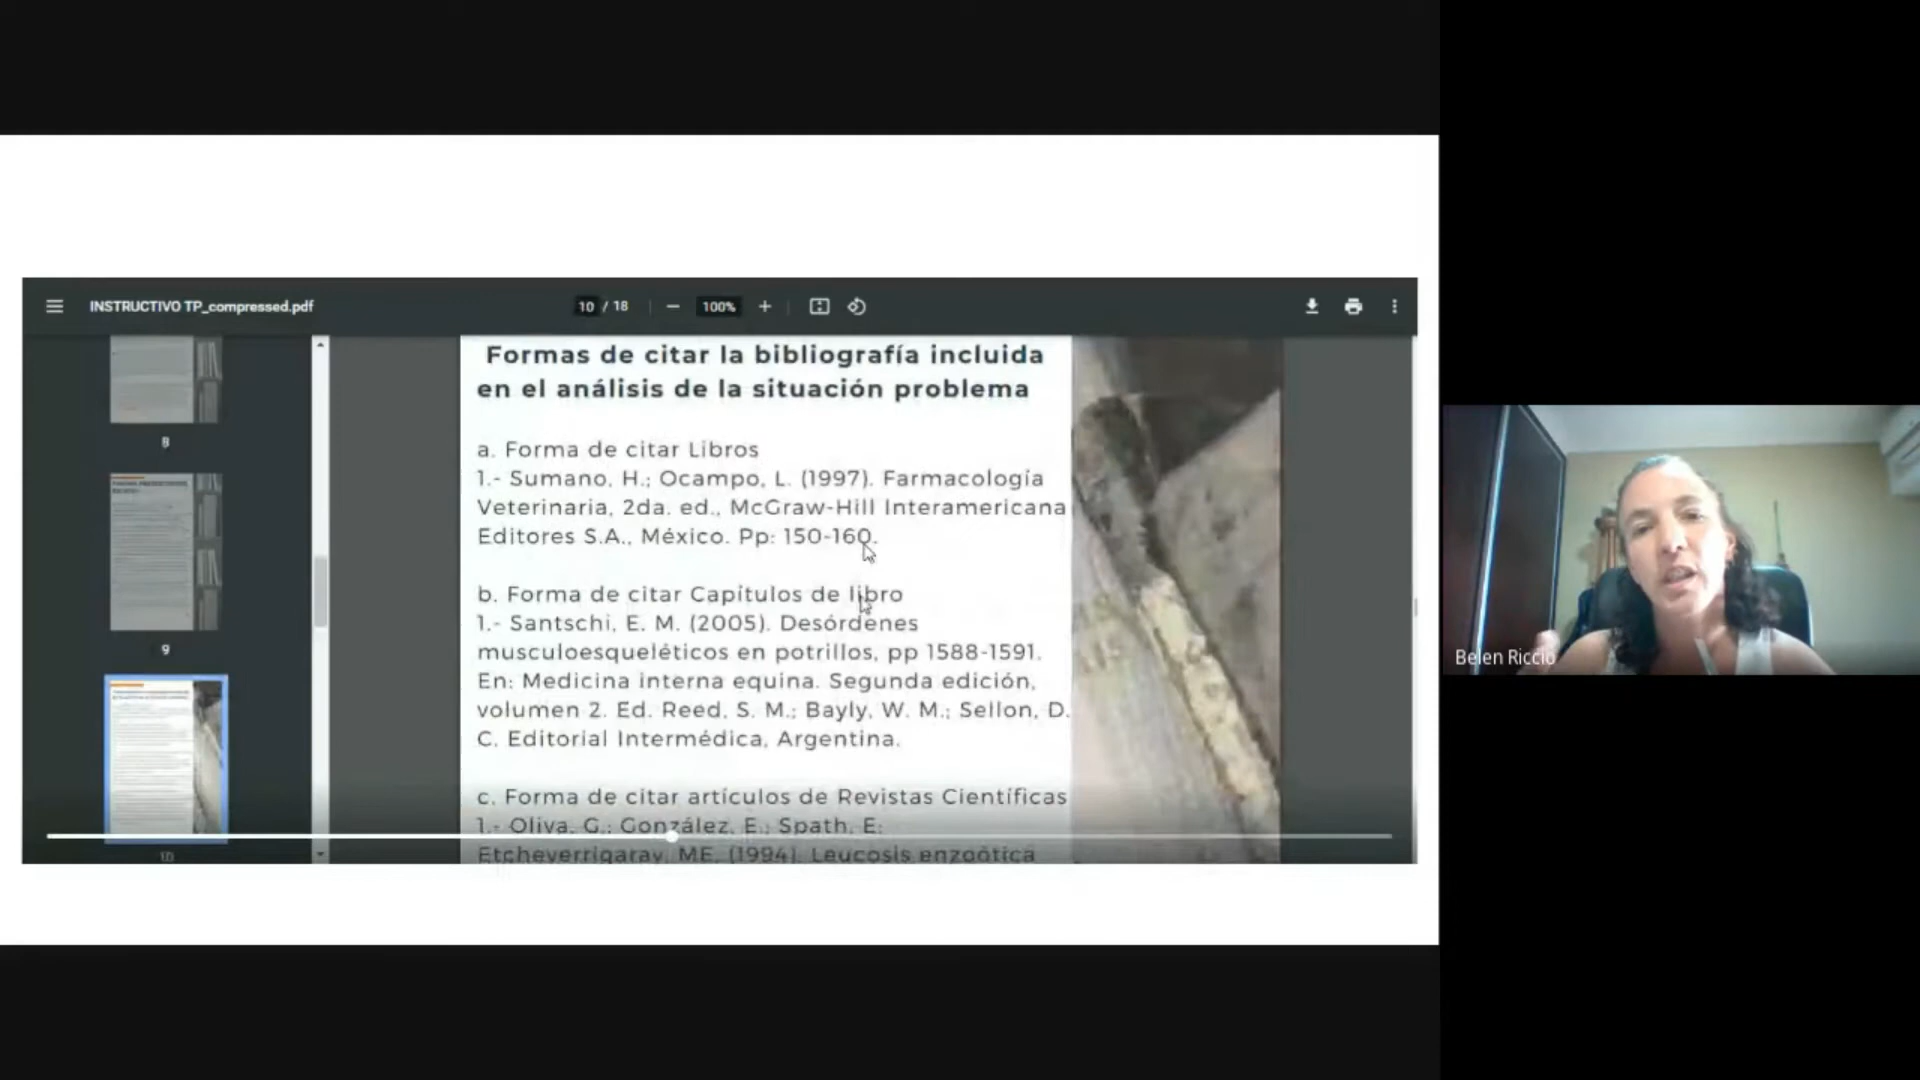 INSTRUCTIVO TP_compressed.pdf
10 / 18
100%
8
9
10
Formas de citar la bibliografía incluida
en el análisis de la situación problema
a. Forma de citar Libros
1.- Sumano, H.; Ocampo, L. (1997). Farmacología
Veterinaria, 2da. ed., McGraw-Hill Interamericana
Editores S.A., México. Pp: 150-160.
b. Forma de citar Capítulos de libro
1.- Santschi, E. M. (2005). Desórdenes
musculoesqueléticos en potrillos, pp 1588-1591.
En: Medicina interna equina. Segunda edición,
volumen 2. Ed. Reed, S. M.; Bayly, W. M.; Sellon, D.
C. Editorial Intermédica, Argentina.
c. Forma de citar artículos de Revistas Científicas
1.- Oliva, G.; González, E.; Spath, E;
Etcheverrigaray, ME. (1994). Leucosis enzoótica
Belen Riccio